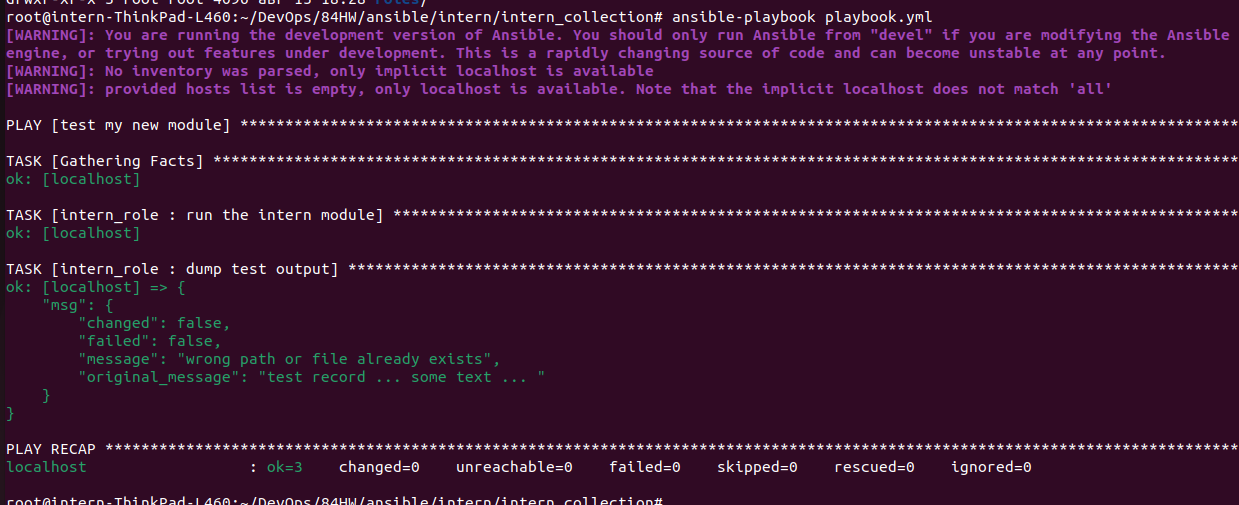 drwxr-xr-x 3 root root 4096 апр 13 18:28 roles/
root@intern-ThinkPad-L460:~/DevOps/84HW/ansible/intern/intern_collection# ansible-playbook playbook.yml
[WARNING]: You are running the development version of Ansible. You should only run Ansible from "devel" if you are modifying the Ansible
engine, or trying out features under development. This is a rapidly changing source of code and can become unstable at any point.
[WARNING]: No inventory was parsed, only implicit localhost is available
[WARNING]: provided hosts list is empty, only localhost is available. Note that the implicit localhost does not match 'all'
PLAY [test my new module] ***************************************************************************************************************
TASK [Gathering Facts] ******************************************************************************************************************
ok: [localhost]
TASK [intern_role : run the intern module] **********************************************************************************************
ok: [localhost]
TASK [intern_role : dump test output] ***************************************************************************************************
ok: [localhost] => {
    "msg": {
        "changed": false,
        "failed": false,
        "message": "wrong path or file already exists",
        "original_message": "test record ... some text ... "
    }
}
PLAY RECAP ******************************************************************************************************************************
localhost                  : ok=3    changed=0    unreachable=0    failed=0    skipped=0    rescued=0    ignored=0
root@intern-ThinkPad-L460:~/DevOps/84HW/ansible/intern/intern_collection#